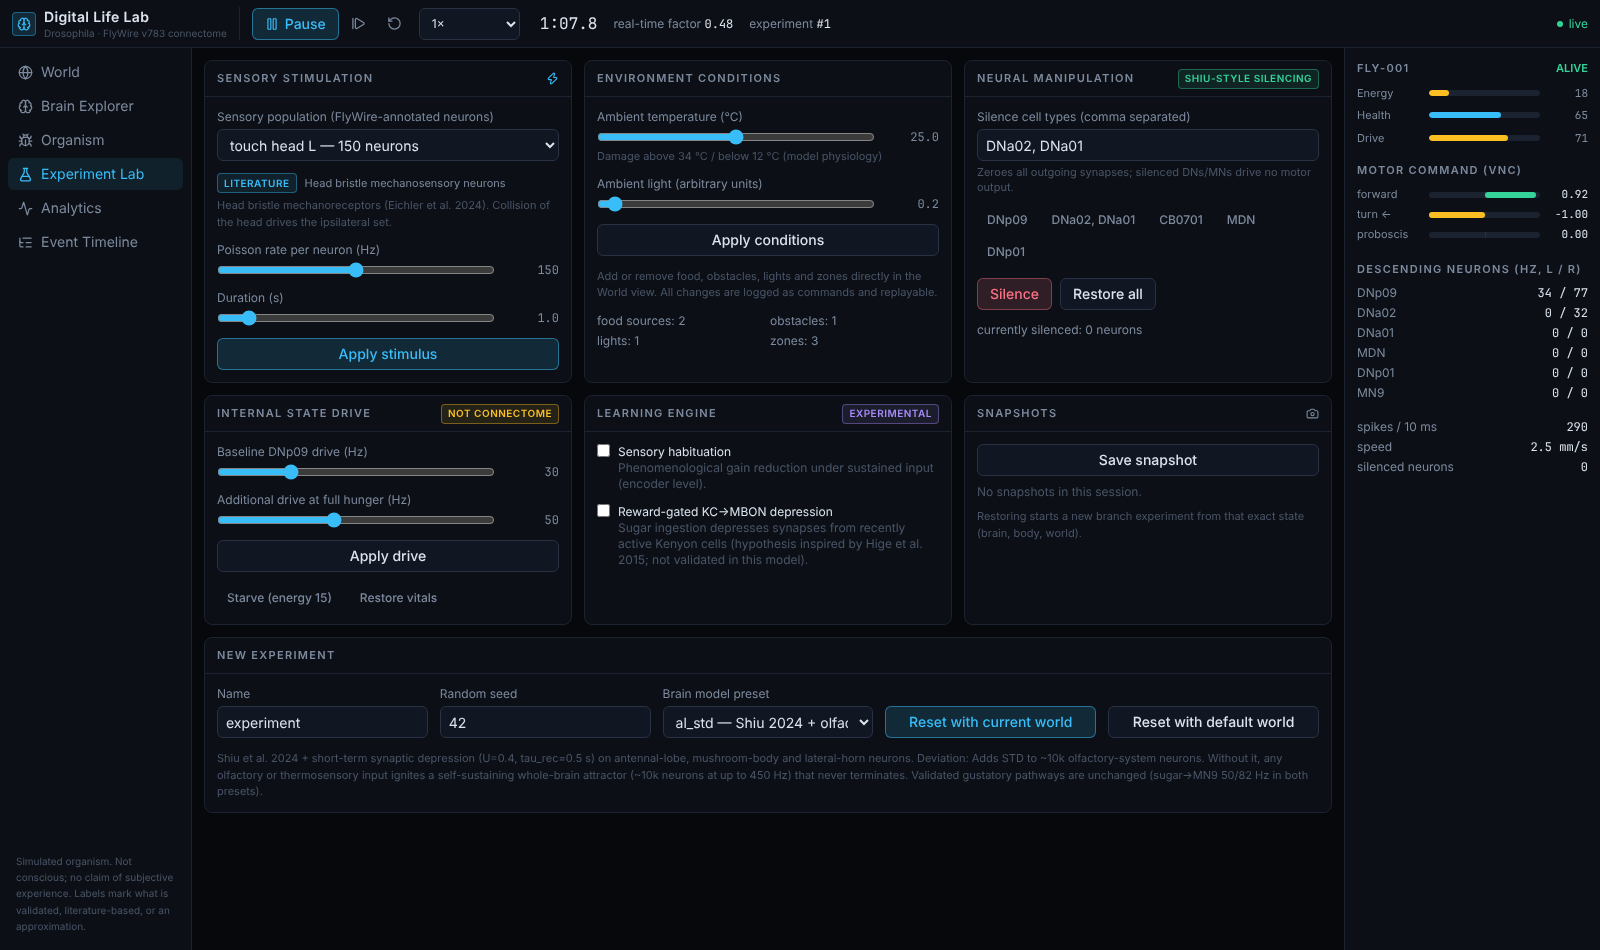 Digital Life Lab
Drosophila · FlyWire v783 connectome
Pause
1×
1:07.8
real-time factor 0.48
experiment #1
live
World
Brain Explorer
Organism
Experiment Lab
Analytics
Event Timeline
Simulated organism. Not
conscious; no claim of subjective
experience. Labels mark what is
validated, literature-based, or an
approximation.
SENSORY STIMULATION
Sensory population (FlyWire-annotated neurons)
touch head L — 150 neurons
LITERATURE Head bristle mechanosensory neurons
Head bristle mechanoreceptors (Eichler et al. 2024). Collision of
the head drives the ipsilateral set.
Poisson rate per neuron (Hz)
150
Duration (s)
1.0
Apply stimulus
ENVIRONMENT CONDITIONS
Ambient temperature (°C)
25.0
Damage above 34 °C / below 12 °C (model physiology)
Ambient light (arbitrary units)
0.2
Apply conditions
Add or remove food, obstacles, lights and zones directly in the
World view. All changes are logged as commands and replayable.
food sources: 2 obstacles: 1
lights: 1 zones: 3
NEURAL MANIPULATION SHIU-STYLE SILENCING
Silence cell types (comma separated)
DNa02, DNa01
Zeroes all outgoing synapses; silenced DNs/MNs drive no motor
output.
DNp09 DNa02, DNa01 CB0701 MDN
DNp01
Silence Restore all
currently silenced: 0 neurons
INTERNAL STATE DRIVE NOT CONNECTOME
Baseline DNp09 drive (Hz)
30
Additional drive at full hunger (Hz)
50
Apply drive
Starve (energy 15) Restore vitals
LEARNING ENGINE EXPERIMENTAL
Sensory habituation
Phenomenological gain reduction under sustained input
(encoder level).
Reward-gated KC→MBON depression
Sugar ingestion depresses synapses from recently
active Kenyon cells (hypothesis inspired by Hige et al.
2015; not validated in this model).
SNAPSHOTS
Save snapshot
No snapshots in this session.
Restoring starts a new branch experiment from that exact state
(brain, body, world).
NEW EXPERIMENT
Name Random seed Brain model preset
experiment 42 al_std — Shiu 2024 + olfac Reset with current world Reset with default world
Shiu et al. 2024 + short-term synaptic depression (U=0.4, tau_rec=0.5 s) on antennal-lobe, mushroom-body and lateral-horn neurons. Deviation: Adds STD to ~10k olfactory-system neurons. Without it, any
olfactory or thermosensory input ignites a self-sustaining whole-brain attractor (~10k neurons at up to 450 Hz) that never terminates. Validated gustatory pathways are unchanged (sugar→MN9 50/82 Hz in both
presets).
FLY-001 ALIVE
Energy 18
Health 65
Drive 71
MOTOR COMMAND (VNC)
forward 0.92
turn ← -1.00
proboscis 0.00
DESCENDING NEURONS (HZ, L / R)
DNp09 34 / 77
DNa02 0 / 32
DNa01 0 / 0
MDN 0 / 0
DNp01 0 / 0
MN9 0 / 0
spikes / 10 ms 290
speed 2.5 mm/s
silenced neurons 0